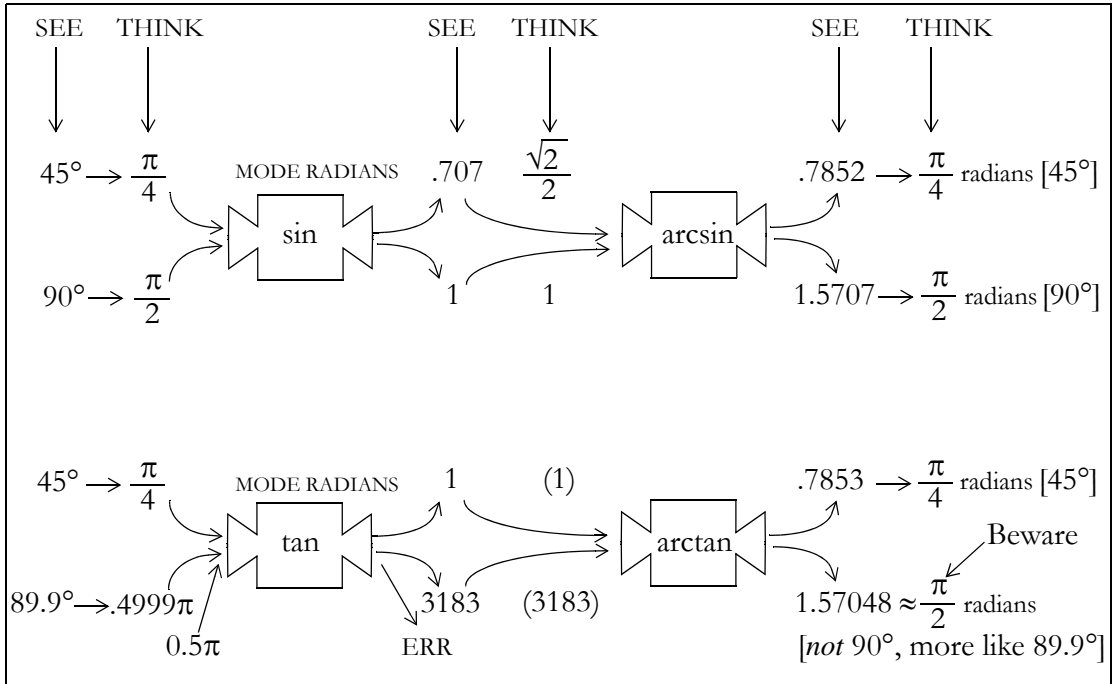 SEE THINK SEE THINK SEE THINK
45° π/4 MODE RADIANS .707 √2/2 .7852 π/4 radians [45°]
sin arcsin
90° π/2 1 1 1.5707 π/2 radians [90°]
45° π/4 MODE RADIANS 1 (1) .7853 π/4 radians [45°]
tan arctan Beware
89.9° .4999π 3183 (3183) 1.57048 ≈ π/2 radians
0.5π ERR [not 90°, more like 89.9°]